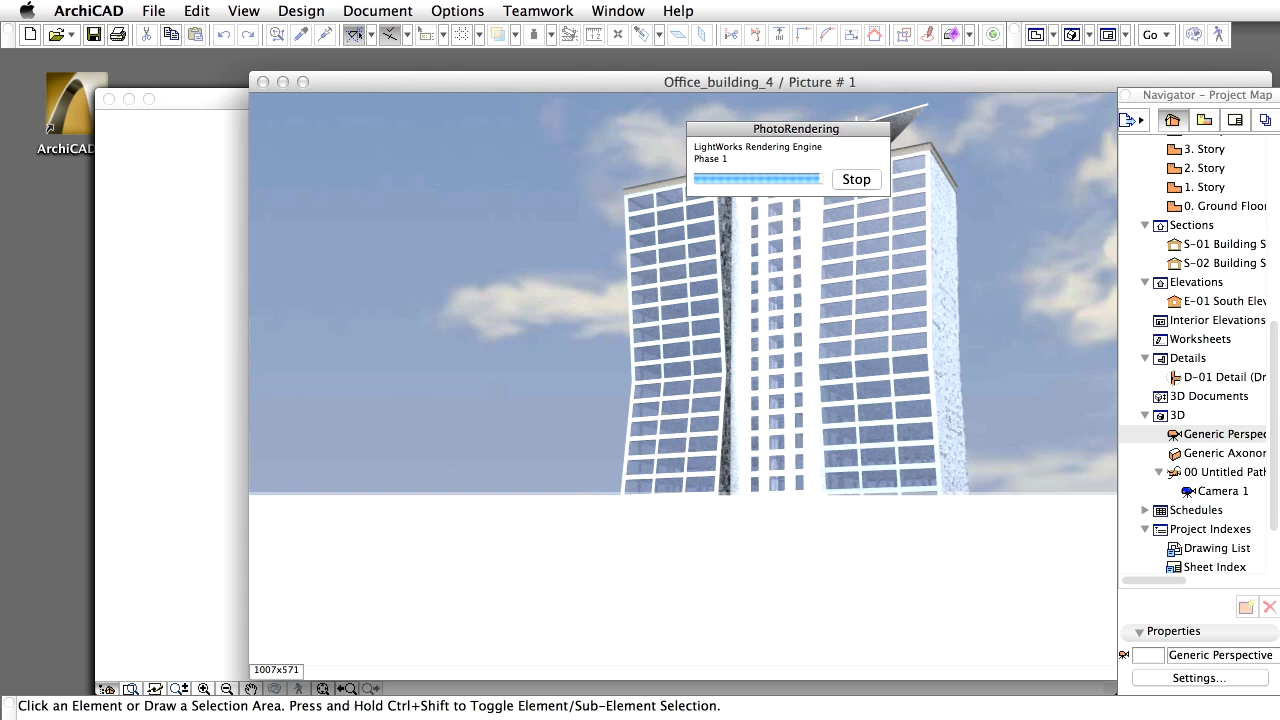 ArchiCAD File Edit View Design Document Options Teamwork Window Help
Go
ArchiCAD
Office_building_4 / Picture # 1
PhotoRendering
LightWorks Rendering Engine
Phase 1
Stop
Navigator - Project Map
3. Story
2. Story
1. Story
0. Ground Floor
Sections
S-01 Building S
S-02 Building S
Elevations
E-01 South Elev
Interior Elevations
Worksheets
Details
D-01 Detail (Dr
3D Documents
3D
Generic Perspec
Generic Axonor
00 Untitled Path
Camera 1
Schedules
Project Indexes
Drawing List
Sheet Index
Properties
Generic Perspective
Settings...
1007x571
Click an Element or Draw a Selection Area. Press and Hold Ctrl+Shift to Toggle Element/Sub-Element Selection.